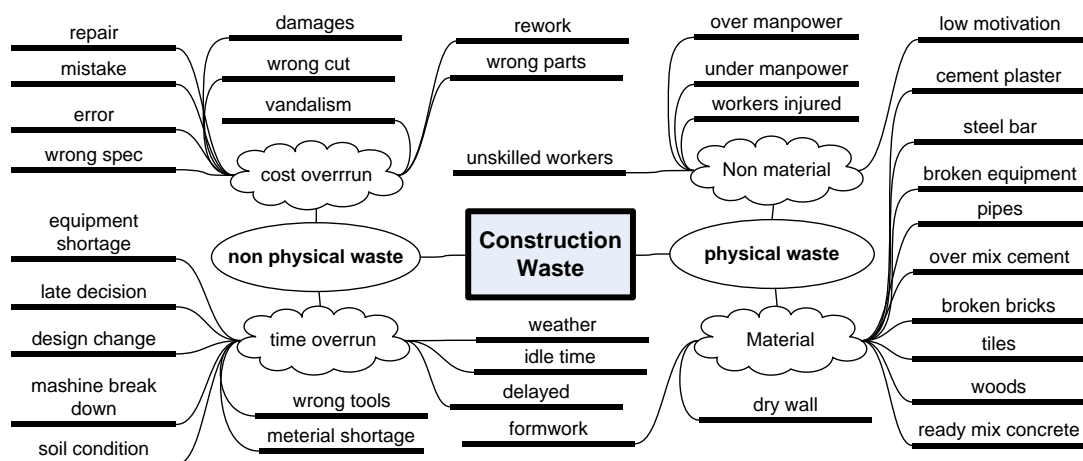 repair
mistake
error
wrong spec
damages
wrong cut
vandalism
rework
wrong parts
cost overrrun
over manpower
under manpower
workers injured
unskilled workers
low motivation
Non material
non physical waste
Construction
Waste
physical waste
equipment
shortage
late decision
design change
mashine break
down
soil condition
time overrun
wrong tools
meterial shortage
weather
idle time
delayed
cement plaster
steel bar
broken equipment
pipes
over mix cement
broken bricks
tiles
woods
ready mix concrete
Material
formwork
dry wall